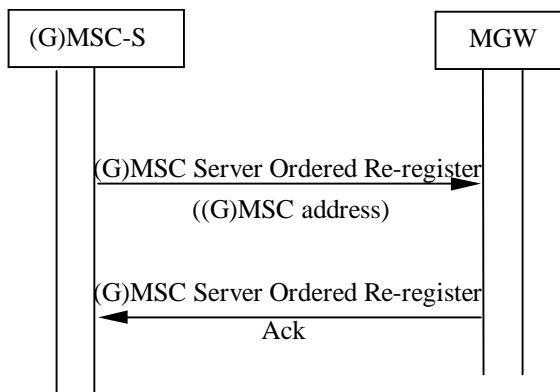 (G)MSC-S
MGW
(G)MSC Server Ordered Re-register
((G)MSC address)
(G)MSC Server Ordered Re-register
Ack